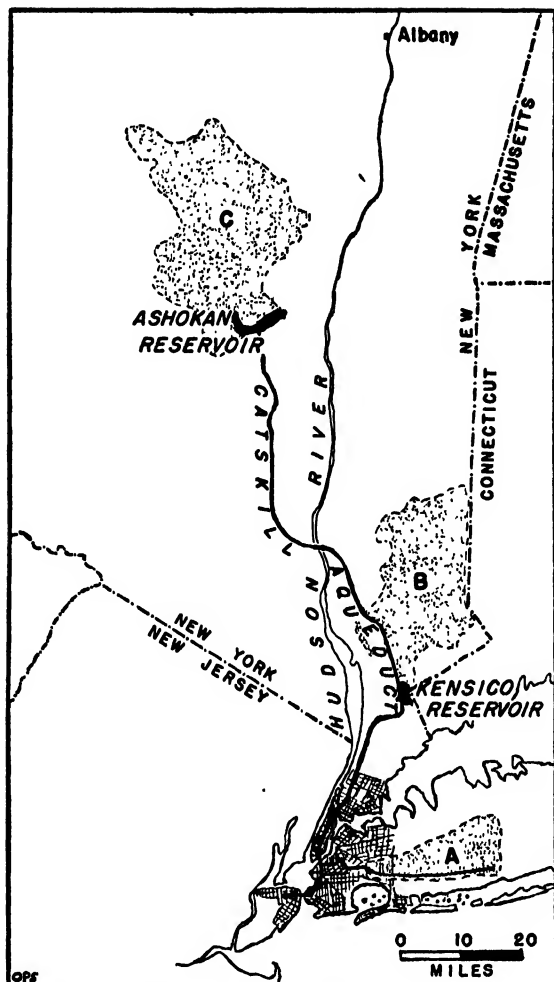 Albany
C
NEW YORK
MASSACHUSETTS
ASHOKAN
RESERVOIR
CATSKILL AQUEDUCT
HUDSON RIVER
CONNECTICUT
B
NEW YORK
NEW JERSEY
KENSICO
RESERVOIR
A
0 10 20
MILES
OPS